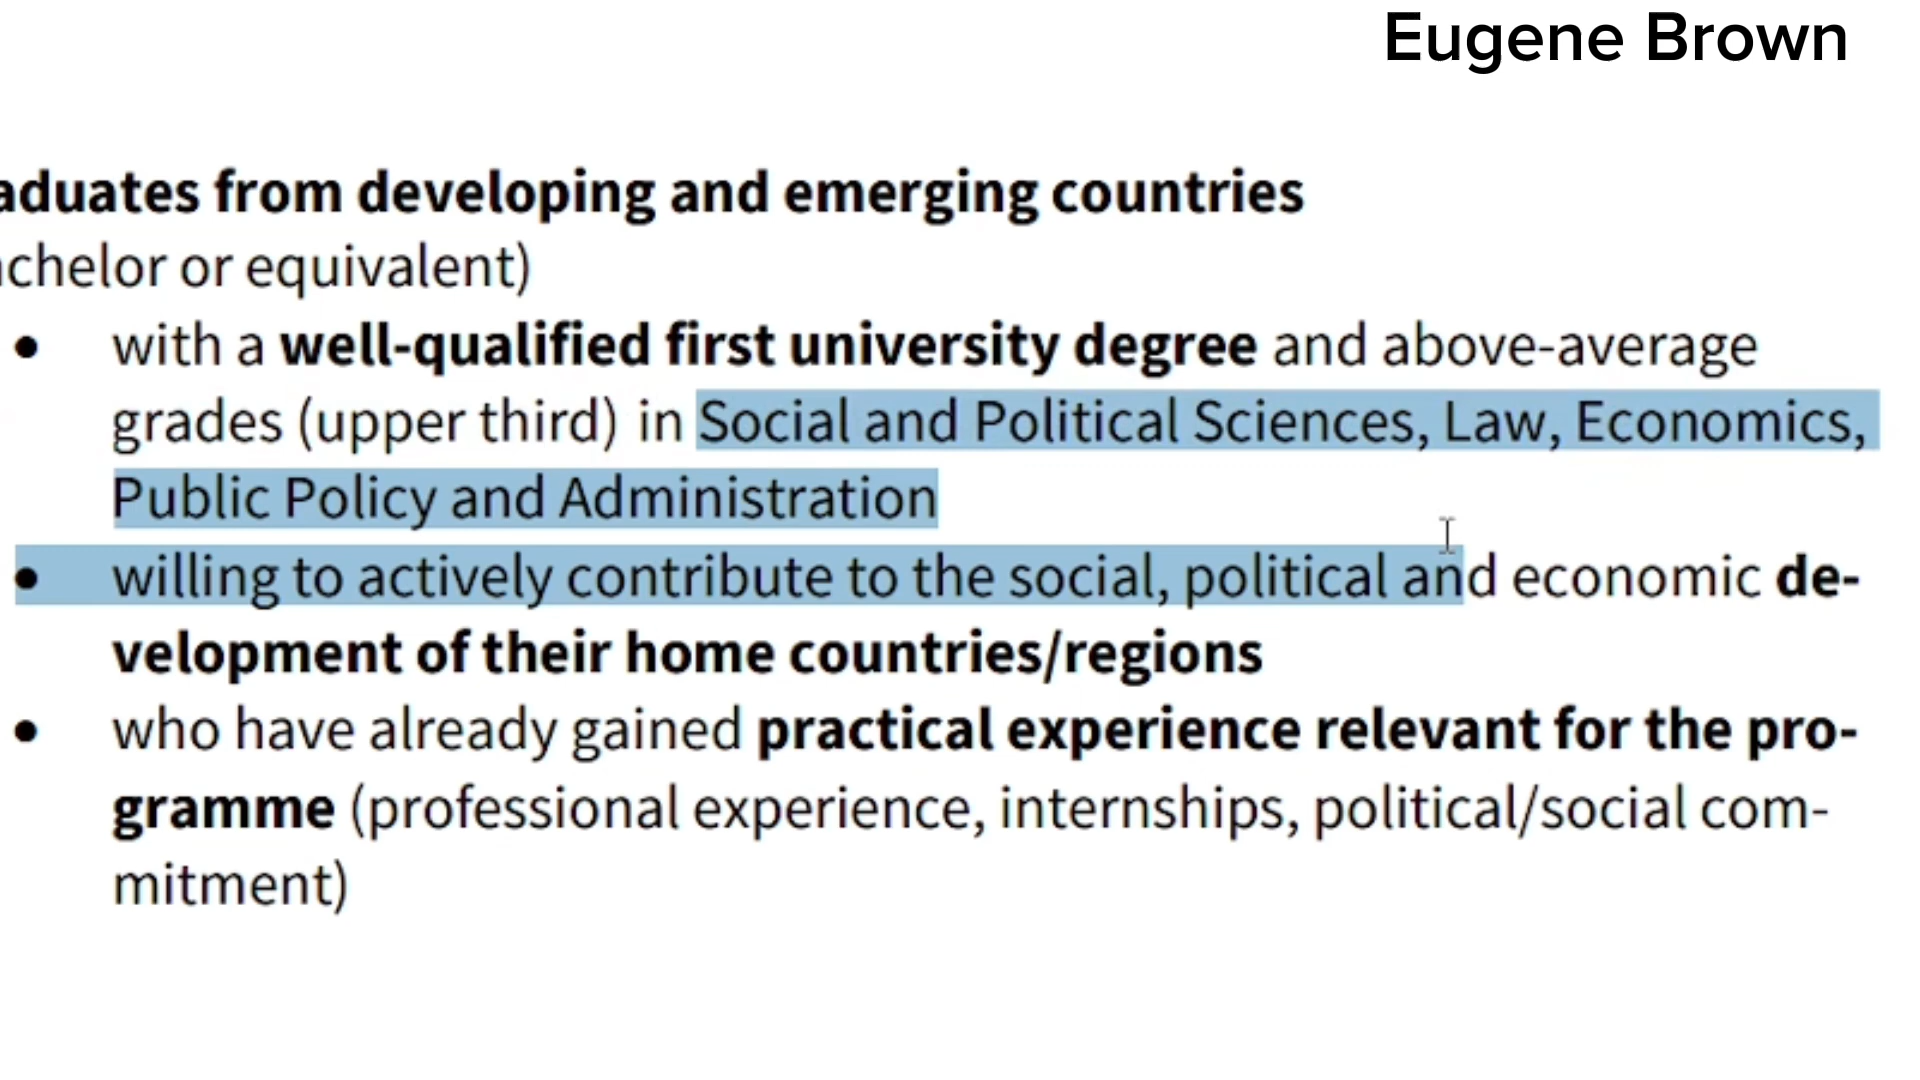 Eugene Brown
aduates from developing and emerging countries
chelor or equivalent)
• with a well-qualified first university degree and above-average
grades (upper third) in Social and Political Sciences, Law, Economics,
Public Policy and Administration
• willing to actively contribute to the social, political and economic de-
velopment of their home countries/regions
• who have already gained practical experience relevant for the pro-
gramme (professional experience, internships, political/social com-
mitment)